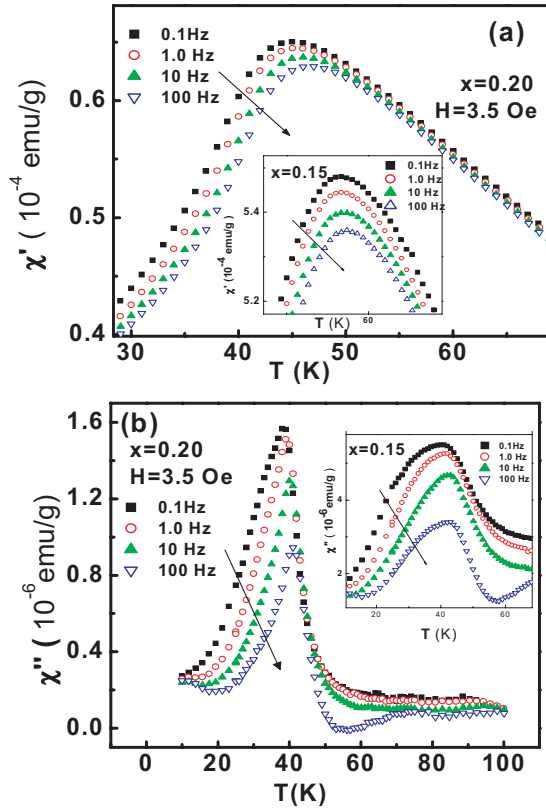 (a)
0.1Hz
1.0 Hz
10 Hz
100 Hz
x=0.20
H=3.5 Oe
0.6
0.5
0.4
χ' ( 10⁻⁴ emu/g)
x=0.15
0.1Hz
1.0 Hz
10 Hz
100 Hz
5.4
5.2
χ' (10⁻⁴ emu/g)
T (K)
60
30 40 50 60
T (K)
(b)
x=0.20
H=3.5 Oe
0.1Hz
1.0 Hz
10 Hz
100 Hz
1.6
1.2
0.8
0.4
0.0
χ'' ( 10⁻⁶ emu/g)
x=0.15
0.1Hz
1.0 Hz
10 Hz
100 Hz
4
2
χ'' (10⁻⁶ emu/g)
20 40 60
T (K)
0 20 40 60 80 100
T(K)